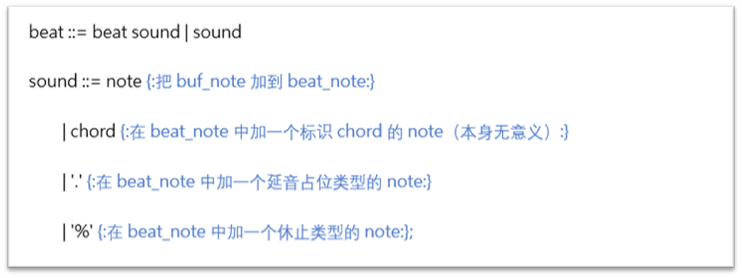 beat ::= beat sound | sound
sound ::= note {:把 buf_note 加到 beat_note:}
| chord {:在 beat_note 中加一个标识 chord 的 note（本身无意义）:}
| '.' {:在 beat_note 中加一个延音占位类型的 note:}
| '%' {:在 beat_note 中加一个休止类型的 note:};